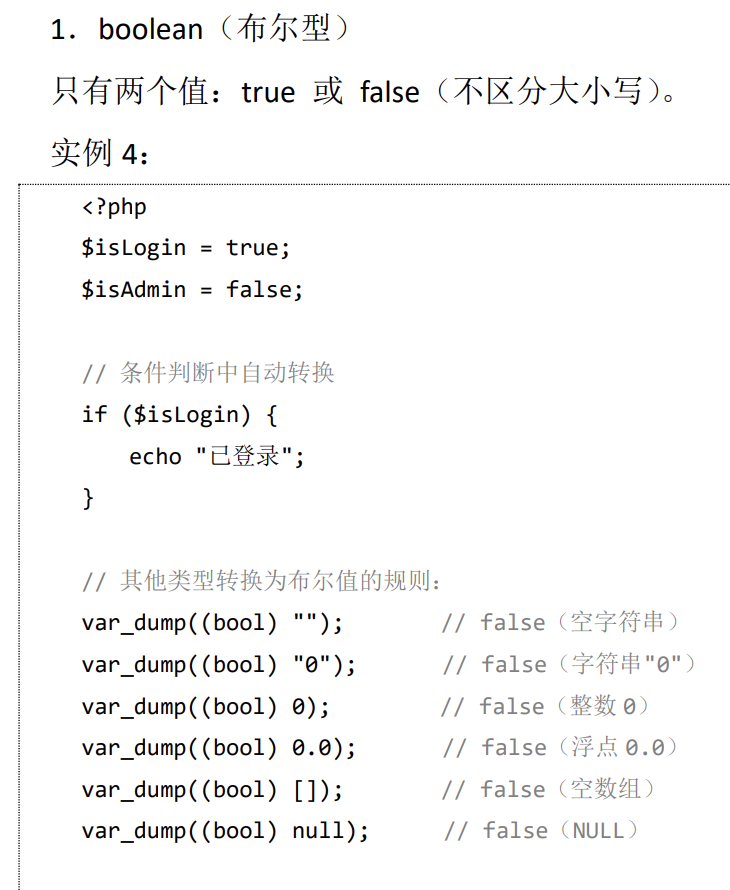 1．boolean（布尔型）
只有两个值：true 或 false（不区分大小写）。
实例 4：
<?php
$isLogin = true;
$isAdmin = false;
// 条件判断中自动转换
if ($isLogin) {
    echo "已登录";
}
// 其他类型转换为布尔值的规则：
var_dump((bool) "");        // false（空字符串）
var_dump((bool) "0");       // false（字符串"0"）
var_dump((bool) 0);         // false（整数 0）
var_dump((bool) 0.0);       // false（浮点 0.0）
var_dump((bool) []);        // false（空数组）
var_dump((bool) null);      // false（NULL）